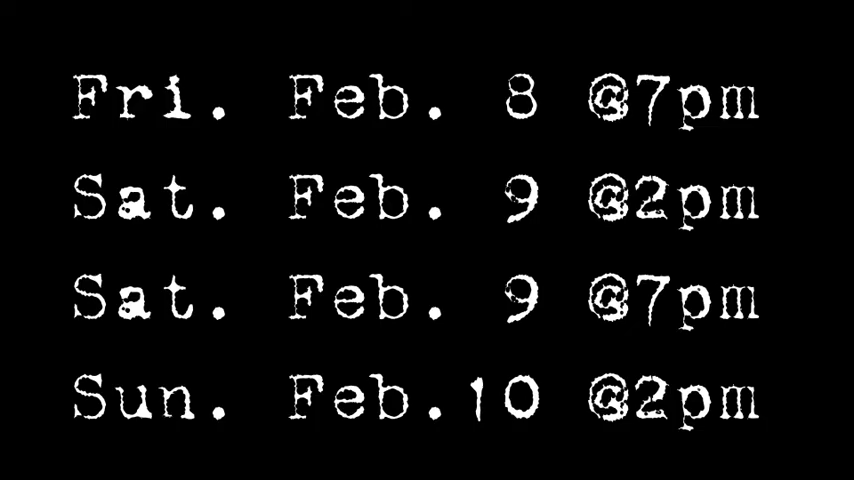 Fri. Feb. 8 @7pm
Sat. Feb. 9 @2pm
Sat. Feb. 9 @7pm
Sun. Feb.10 @2pm